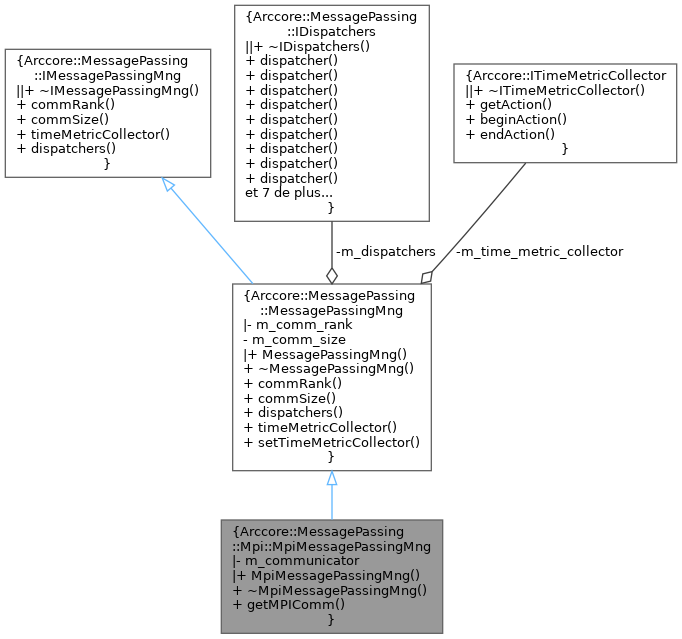 {Arccore::MessagePassing
::IMessagePassingMng
||+ ~IMessagePassingMng()
+ commRank()
+ commSize()
+ timeMetricCollector()
+ dispatchers()
}
{Arccore::MessagePassing
::IDispatchers
||+ ~IDispatchers()
+ dispatcher()
+ dispatcher()
+ dispatcher()
+ dispatcher()
+ dispatcher()
+ dispatcher()
+ dispatcher()
+ dispatcher()
+ dispatcher()
et 7 de plus...
}
{Arccore::ITimeMetricCollector
||+ ~ITimeMetricCollector()
+ getAction()
+ beginAction()
+ endAction()
}
-m_dispatchers
-m_time_metric_collector
{Arccore::MessagePassing
::MessagePassingMng
|- m_comm_rank
- m_comm_size
|+ MessagePassingMng()
+ ~MessagePassingMng()
+ commRank()
+ commSize()
+ dispatchers()
+ timeMetricCollector()
+ setTimeMetricCollector()
}
{Arccore::MessagePassing
::Mpi::MpiMessagePassingMng
|- m_communicator
|+ MpiMessagePassingMng()
+ ~MpiMessagePassingMng()
+ getMPIComm()
}